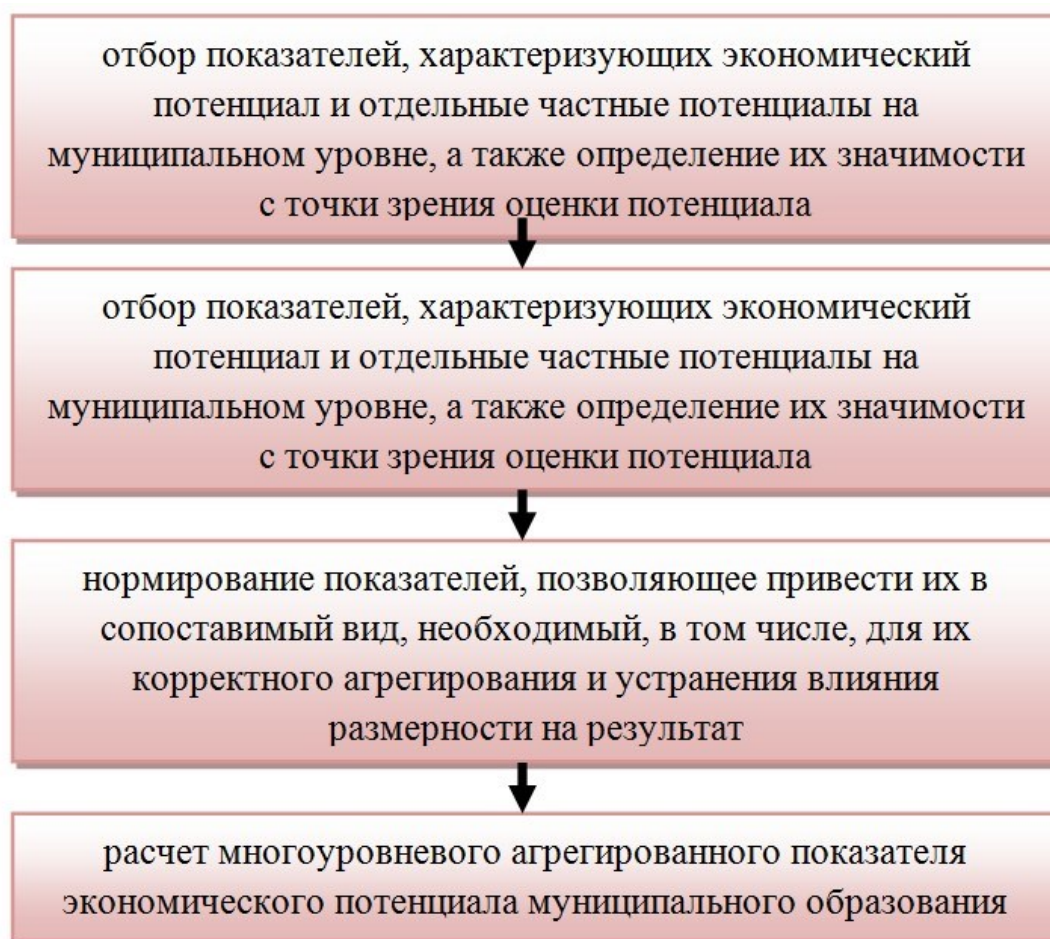 отбор показателей, характеризующих экономический
потенциал и отдельные частные потенциалы на
муниципальном уровне, а также определение их значимости
с точки зрения оценки потенциала
отбор показателей, характеризующих экономический
потенциал и отдельные частные потенциалы на
муниципальном уровне, а также определение их значимости
с точки зрения оценки потенциала
нормирование показателей, позволяющее привести их в
сопоставимый вид, необходимый, в том числе, для их
корректного агрегирования и устранения влияния
размерности на результат
расчет многоуровневого агрегированного показателя
экономического потенциала муниципального образования